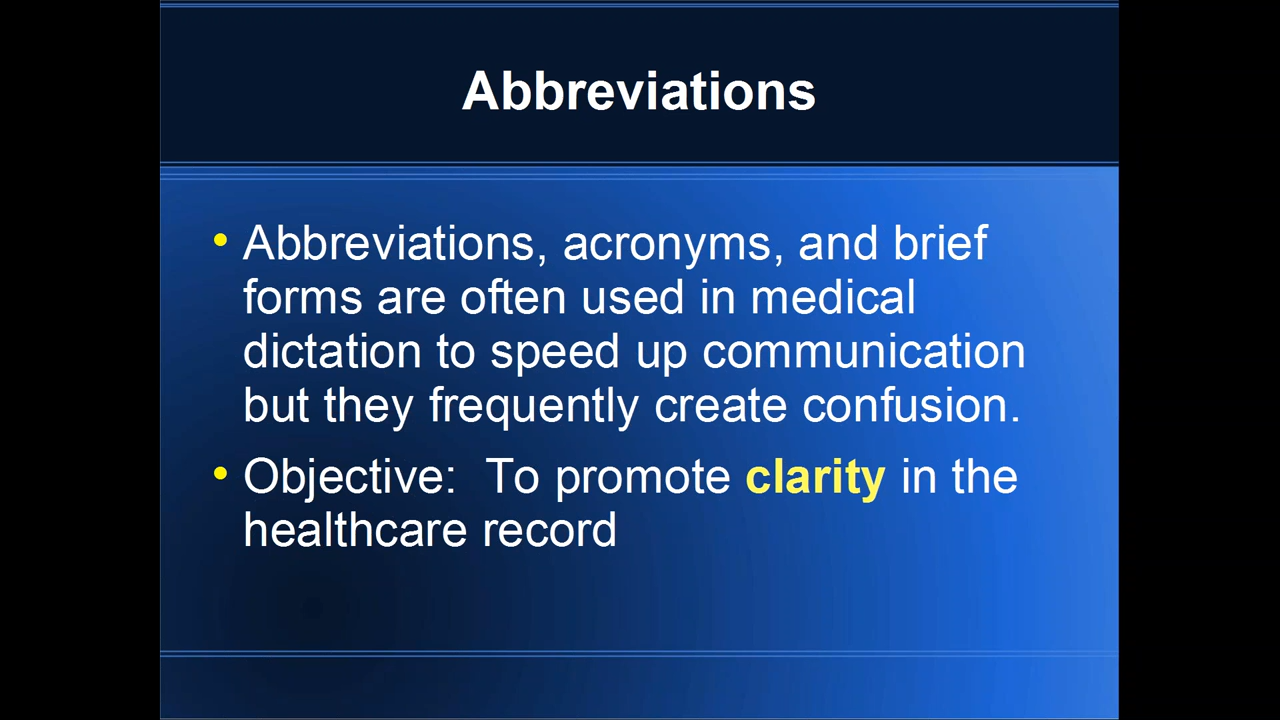 Abbreviations
• Abbreviations, acronyms, and brief
forms are often used in medical
dictation to speed up communication
but they frequently create confusion.
• Objective:  To promote clarity in the
healthcare record